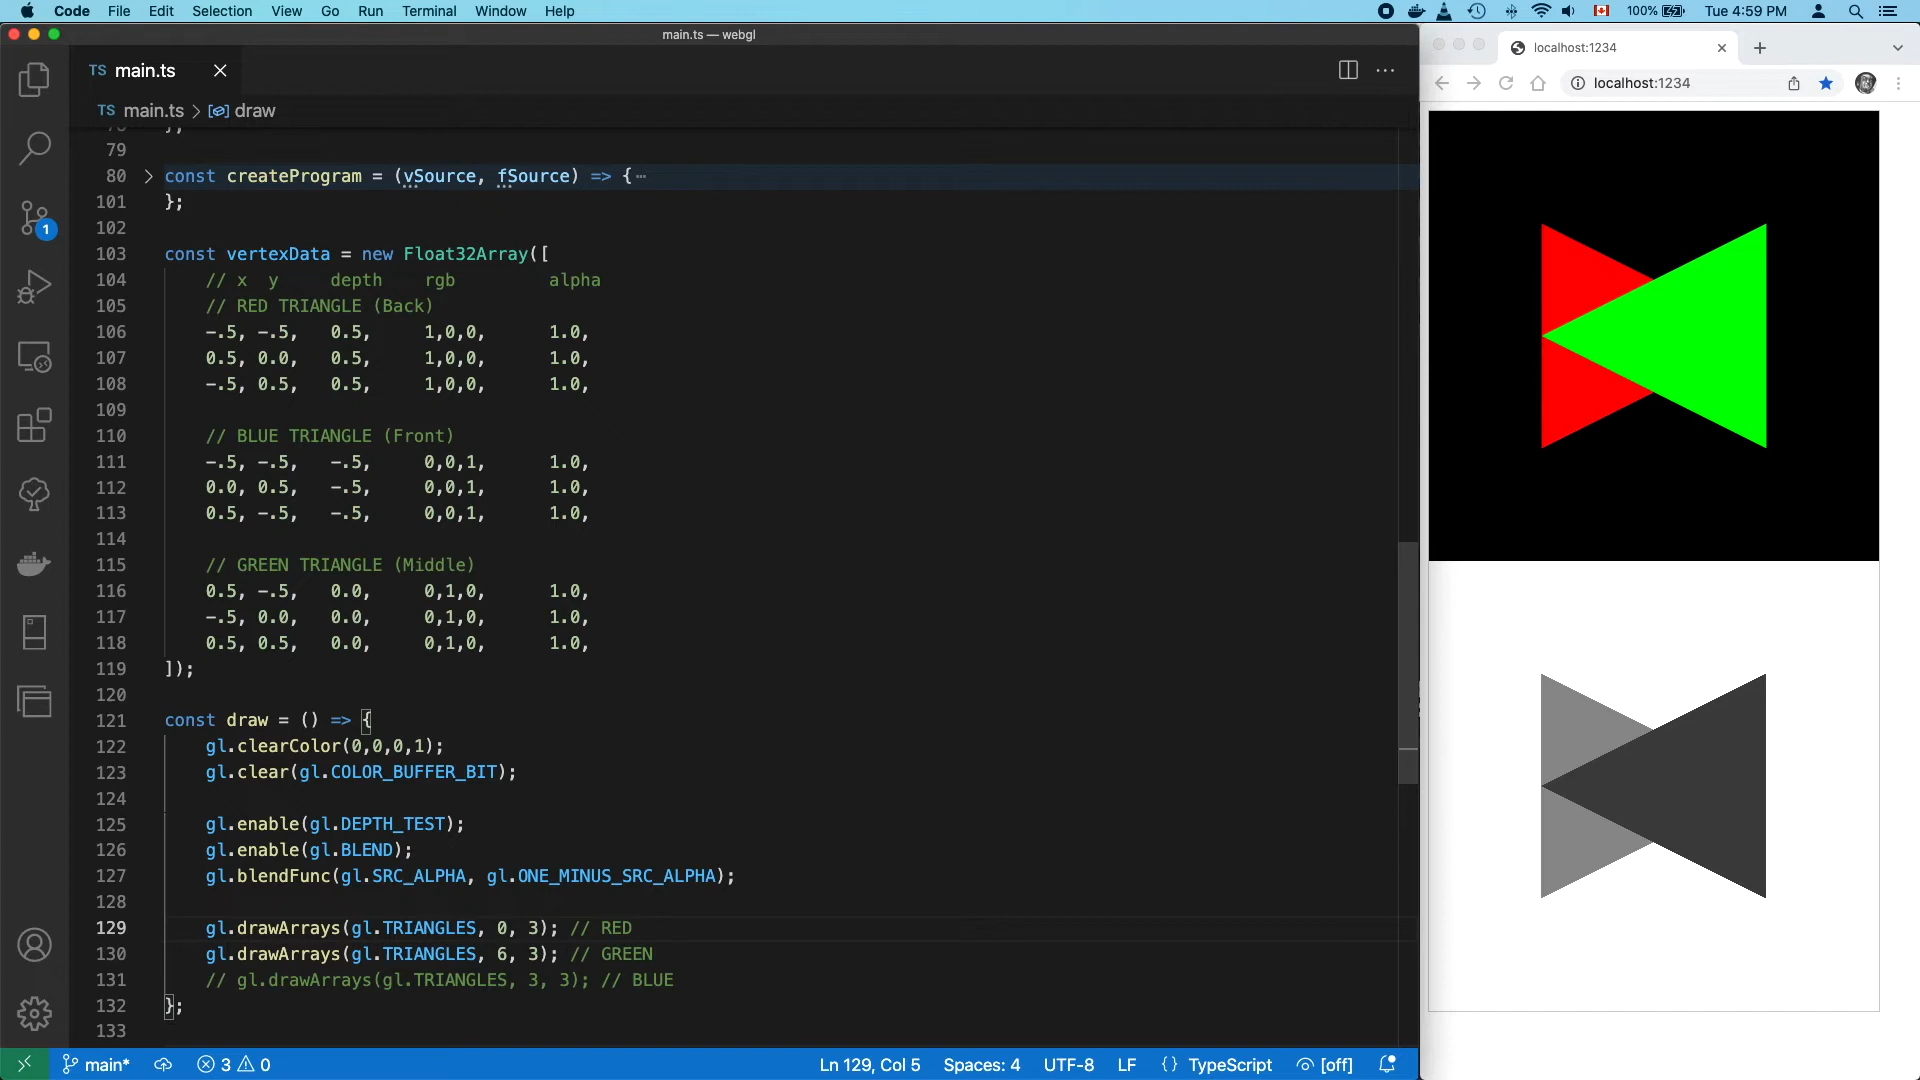 Code File Edit Selection View Go Run Terminal Window Help 100% Tue 4:59 PM
main.ts — webgl
TS main.ts
TS main.ts > draw
79
80 const createProgram = (vSource, fSource) => {
101 };
102
103 const vertexData = new Float32Array([
104 // x y depth rgb alpha
105 // RED TRIANGLE (Back)
106 -.5, -.5, 0.5, 1,0,0, 1.0,
107 0.5, 0.0, 0.5, 1,0,0, 1.0,
108 -.5, 0.5, 0.5, 1,0,0, 1.0,
109
110 // BLUE TRIANGLE (Front)
111 -.5, -.5, -.5, 0,0,1, 1.0,
112 0.0, 0.5, -.5, 0,0,1, 1.0,
113 0.5, -.5, -.5, 0,0,1, 1.0,
114
115 // GREEN TRIANGLE (Middle)
116 0.5, -.5, 0.0, 0,1,0, 1.0,
117 -.5, 0.0, 0.0, 0,1,0, 1.0,
118 0.5, 0.5, 0.0, 0,1,0, 1.0,
119 ]);
120
121 const draw = () => {
122 gl.clearColor(0,0,0,1);
123 gl.clear(gl.COLOR_BUFFER_BIT);
124
125 gl.enable(gl.DEPTH_TEST);
126 gl.enable(gl.BLEND);
127 gl.blendFunc(gl.SRC_ALPHA, gl.ONE_MINUS_SRC_ALPHA);
128
129 gl.drawArrays(gl.TRIANGLES, 0, 3); // RED
130 gl.drawArrays(gl.TRIANGLES, 6, 3); // GREEN
131 // gl.drawArrays(gl.TRIANGLES, 3, 3); // BLUE
132 };
133
1
main* 3 0 Ln 129, Col 5 Spaces: 4 UTF-8 LF {} TypeScript [off]
localhost:1234
localhost:1234